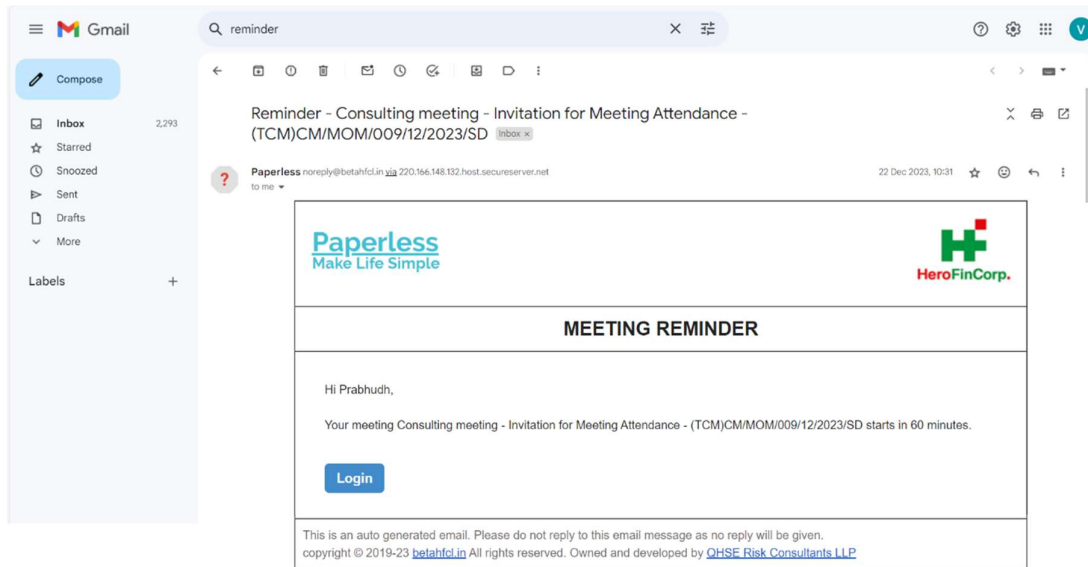 Gmail
reminder
V
Compose
Inbox 2,293
Starred
Snoozed
Sent
Drafts
More
Labels
Reminder - Consulting meeting - Invitation for Meeting Attendance -
(TCM)CM/MOM/009/12/2023/SD Inbox ×
? Paperless noreply@betahfcl.in via 220.166.148.132.host.secureserver.net 22 Dec 2023, 10:31
to me
Paperless
Make Life Simple
HeroFinCorp.
MEETING REMINDER
Hi Prabhudh,
Your meeting Consulting meeting - Invitation for Meeting Attendance - (TCM)CM/MOM/009/12/2023/SD starts in 60 minutes.
Login
This is an auto generated email. Please do not reply to this email message as no reply will be given.
copyright © 2019-23 betahfcl.in All rights reserved. Owned and developed by QHSE Risk Consultants LLP